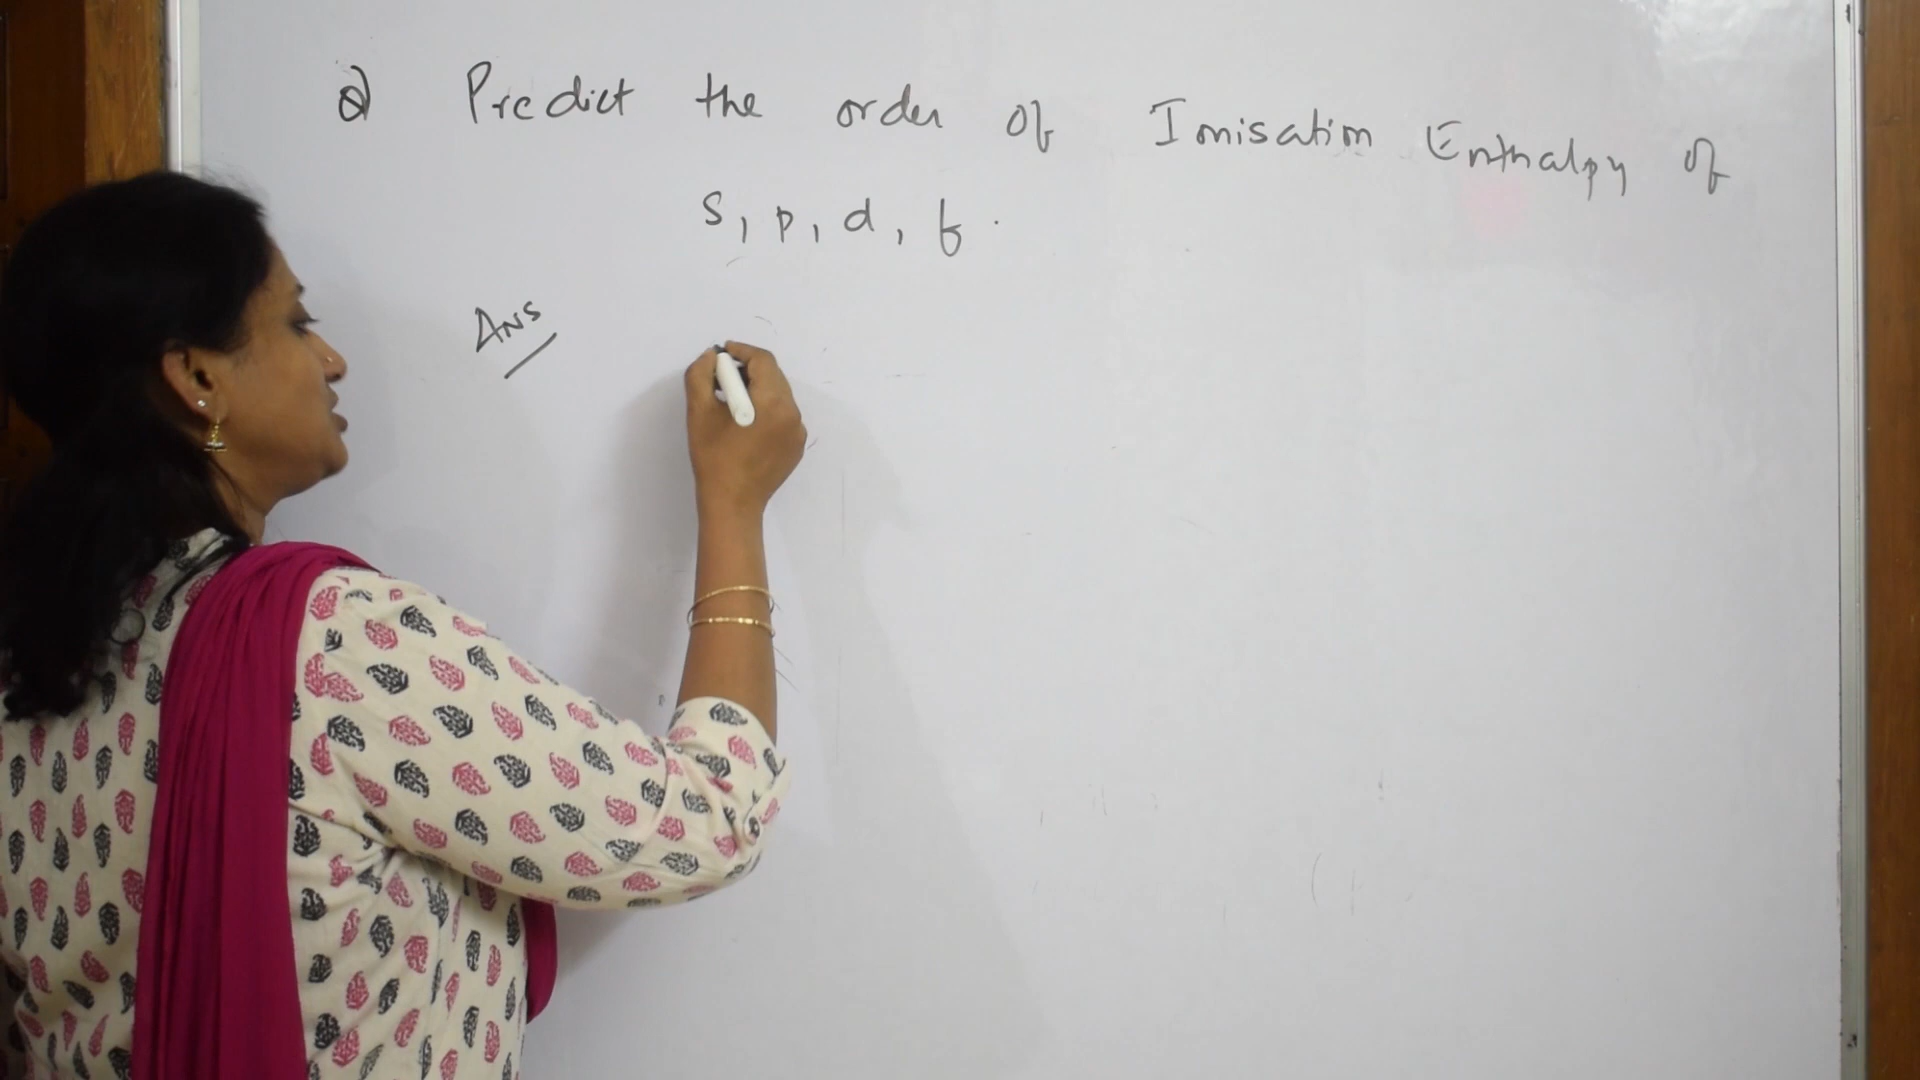 Q Predict the order of Ionisation Enthalpy of
s, p, d, f.
Ans